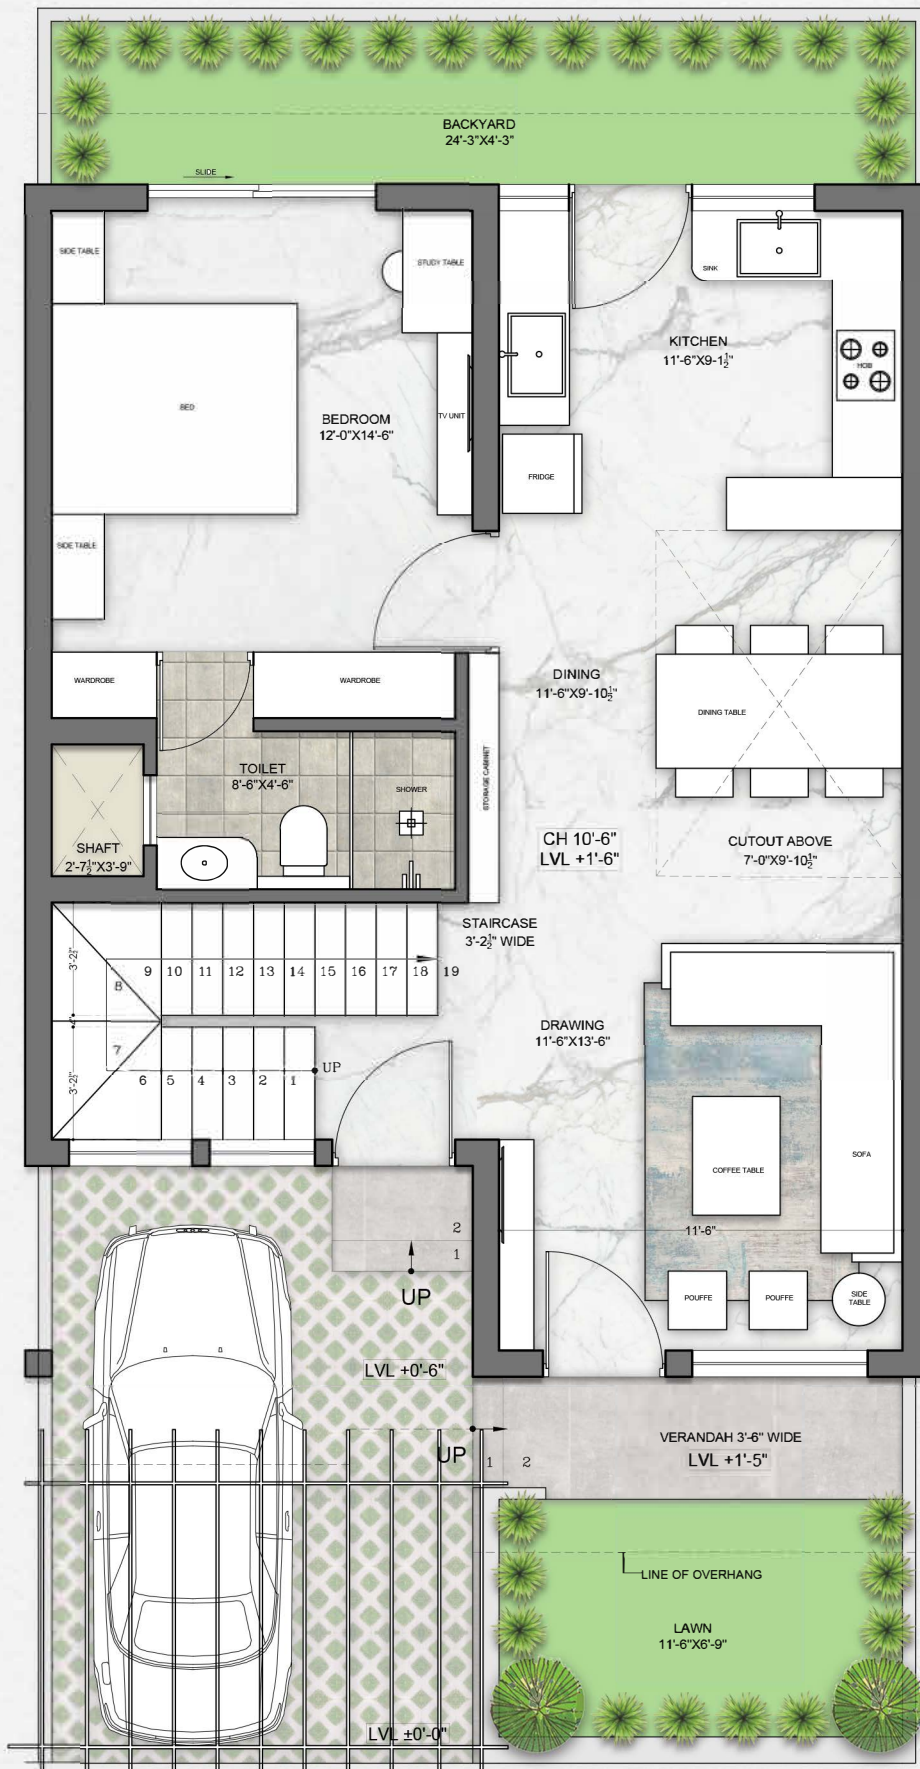 BACKYARD
24'-3"X4'-3"
SLIDE
SIDE TABLE
STUDY TABLE
SINK
KITCHEN
11'-6"X9-1½"
HOB
BED
BEDROOM
12'-0"X14'-6"
TV UNIT
FRIDGE
SIDE TABLE
WARDROBE
WARDROBE
DINING
11'-6"X9'-10½"
DINING TABLE
STORAGE CABINET
TOILET
8'-6"X4'-6"
SHOWER
SHAFT
2'-7½"X3'-9"
CH 10'-6"
LVL +1'-6"
CUTOUT ABOVE
7'-0"X9'-10½"
STAIRCASE
3'-2½" WIDE
3'-2½"
9 10 11 12 13 14 15 16 17 18 19
8
4"
7
3'-2½"
6 5 4 3 2 1
UP
DRAWING
11'-6"X13'-6"
SOFA
COFFEE TABLE
11'-6"
2
1
UP
POUFFE
POUFFE
SIDE
TABLE
LVL +0'-6"
UP
1 2
VERANDAH 3'-6" WIDE
LVL +1'-5"
LINE OF OVERHANG
LAWN
11'-6"X6'-9"
LVL ±0'-0"